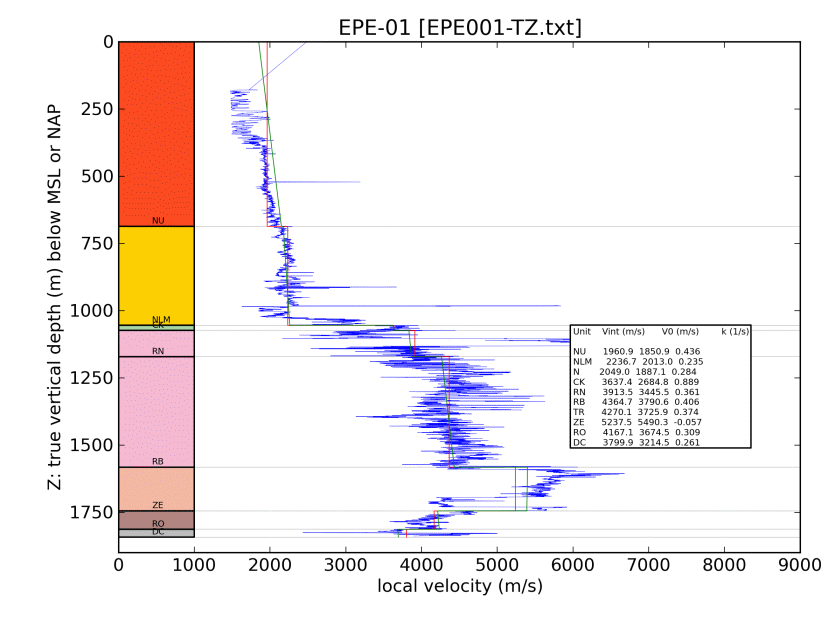 EPE-01 [EPE001-TZ.txt]
Z: true vertical depth (m) below MSL or NAP
0
250
500
750
1000
1250
1500
1750
NU
NLM
CK
RN
RB
ZE
RO
DC
Unit Vint (m/s) V0 (m/s) k (1/s)
NU 1960.9 1850.9 0.436
NLM 2236.7 2013.0 0.235
N 2049.0 1887.1 0.284
CK 3637.4 2684.8 0.889
RN 3913.5 3445.5 0.361
RB 4364.7 3790.6 0.406
TR 4270.1 3725.9 0.374
ZE 5237.5 5490.3 -0.057
RO 4167.1 3674.5 0.309
DC 3799.9 3214.5 0.261
0 1000 2000 3000 4000 5000 6000 7000 8000 9000
local velocity (m/s)